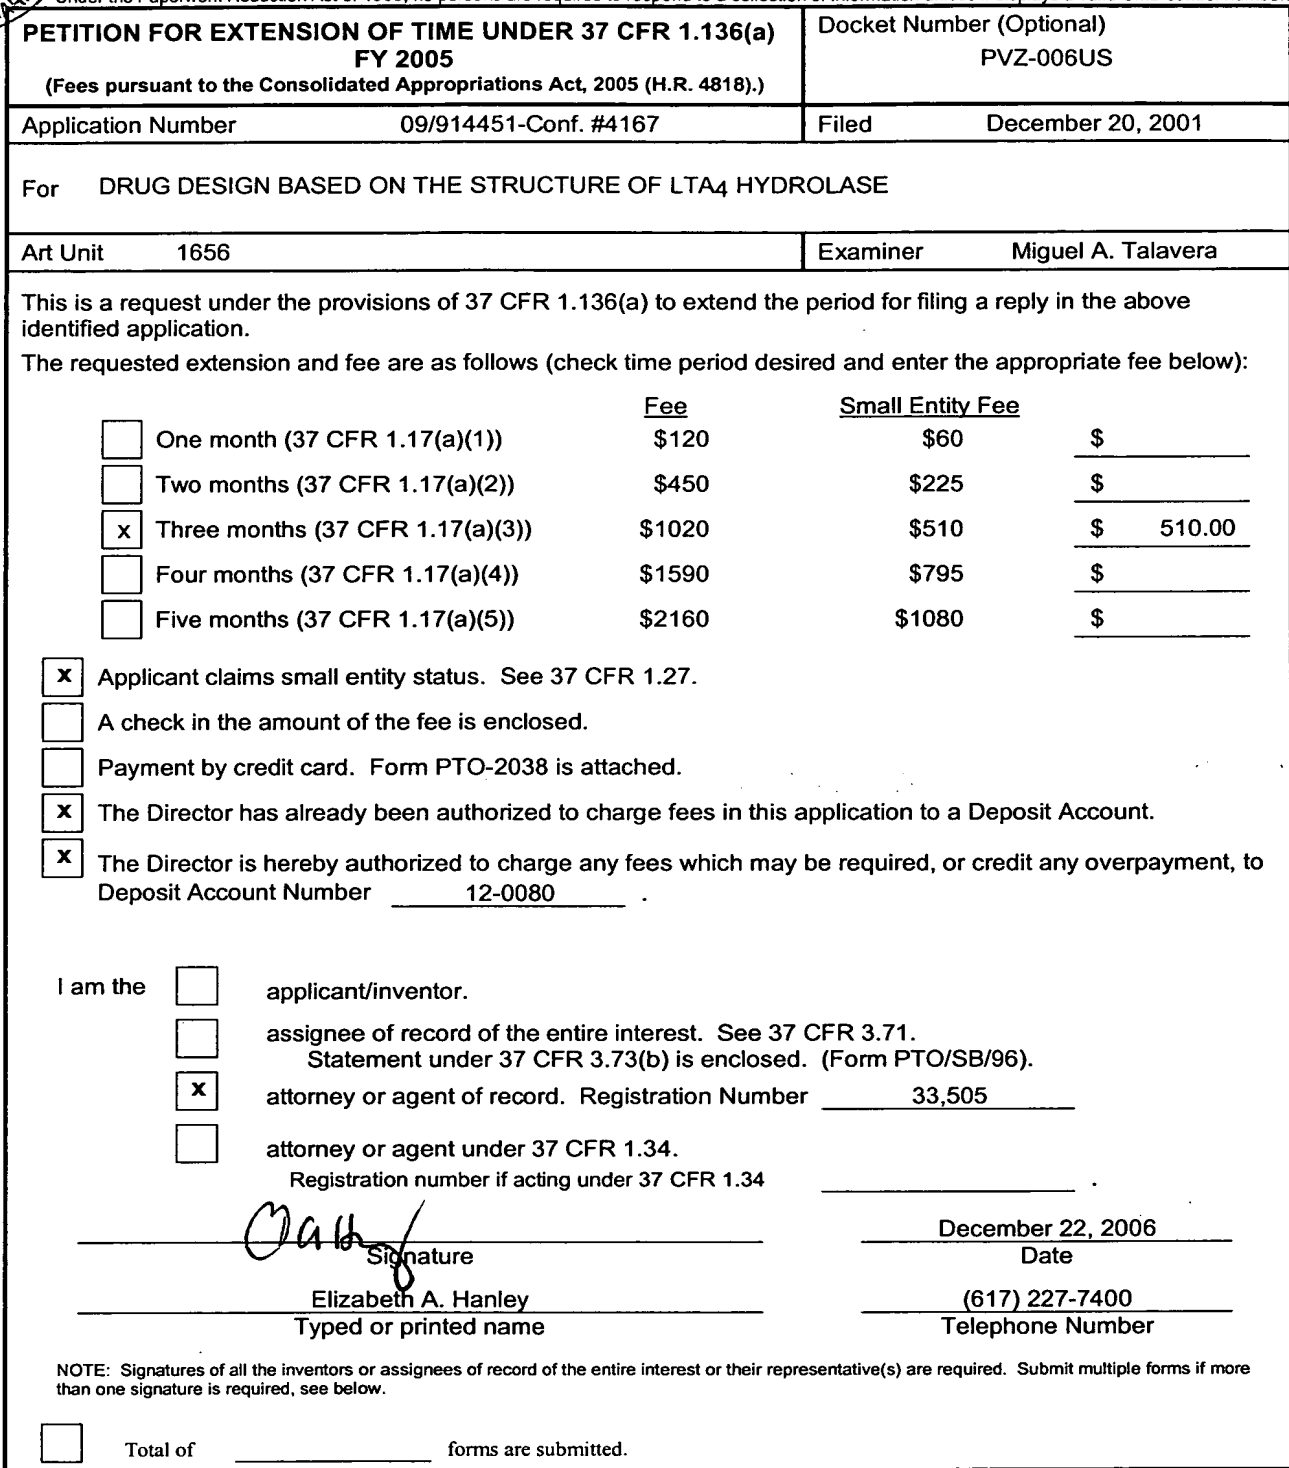 PETITION FOR EXTENSION OF TIME UNDER 37 CFR 1.136(a)
FY 2005
(Fees pursuant to the Consolidated Appropriations Act, 2005 (H.R. 4818).)
Docket Number (Optional)
PVZ-006US
Application Number 09/914451-Conf. #4167
Filed December 20, 2001
For DRUG DESIGN BASED ON THE STRUCTURE OF LTA4 HYDROLASE
Art Unit 1656
Examiner Miguel A. Talavera
This is a request under the provisions of 37 CFR 1.136(a) to extend the period for filing a reply in the above
identified application.
The requested extension and fee are as follows (check time period desired and enter the appropriate fee below):
Fee Small Entity Fee
One month (37 CFR 1.17(a)(1)) $120 $60 $
Two months (37 CFR 1.17(a)(2)) $450 $225 $
x Three months (37 CFR 1.17(a)(3)) $1020 $510 $ 510.00
Four months (37 CFR 1.17(a)(4)) $1590 $795 $
Five months (37 CFR 1.17(a)(5)) $2160 $1080 $
x Applicant claims small entity status. See 37 CFR 1.27.
A check in the amount of the fee is enclosed.
Payment by credit card. Form PTO-2038 is attached.
x The Director has already been authorized to charge fees in this application to a Deposit Account.
x The Director is hereby authorized to charge any fees which may be required, or credit any overpayment, to
Deposit Account Number 12-0080 .
I am the applicant/inventor.
assignee of record of the entire interest. See 37 CFR 3.71.
Statement under 37 CFR 3.73(b) is enclosed. (Form PTO/SB/96).
x attorney or agent of record. Registration Number 33,505
attorney or agent under 37 CFR 1.34.
Registration number if acting under 37 CFR 1.34 .
December 22, 2006
Signature Date
Elizabeth A. Hanley (617) 227-7400
Typed or printed name Telephone Number
NOTE: Signatures of all the inventors or assignees of record of the entire interest or their representative(s) are required. Submit multiple forms if more
than one signature is required, see below.
Total of forms are submitted.